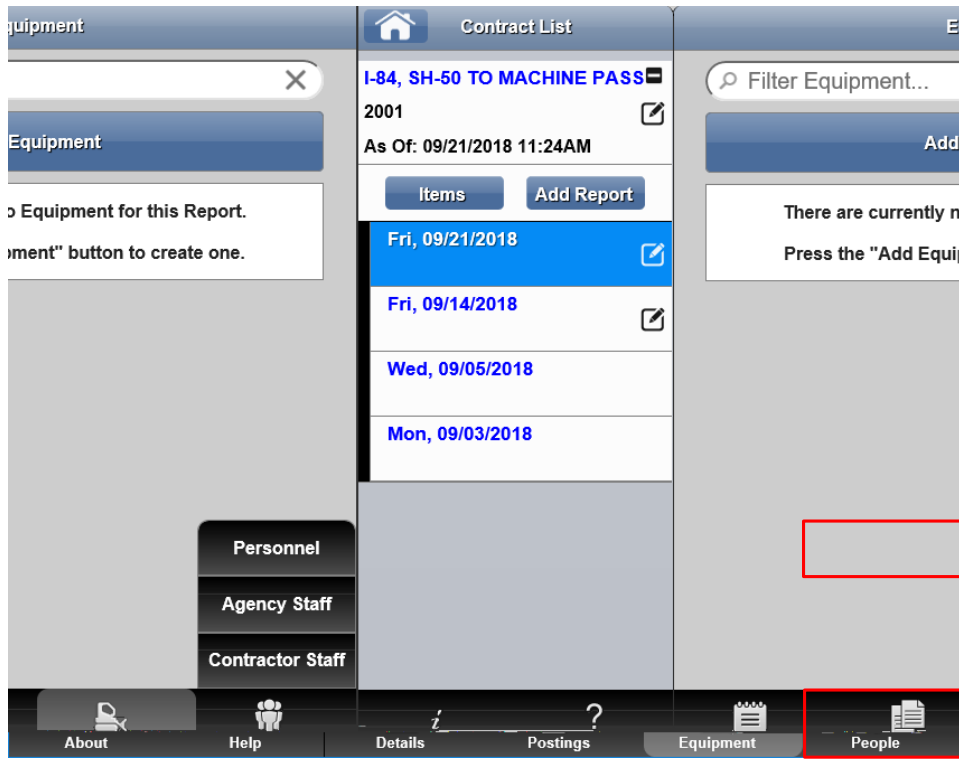 quipment
Equipment
o Equipment for this Report.
pment" button to create one.
Personnel
Agency Staff
Contractor Staff
About
Help
Contract List
I-84, SH-50 TO MACHINE PASS
2001
As Of: 09/21/2018 11:24AM
Items
Add Report
Fri, 09/21/2018
Fri, 09/14/2018
Wed, 09/05/2018
Mon, 09/03/2018
Details
Postings
E
Filter Equipment...
Add
There are currently n
Press the "Add Equi
Equipment
People